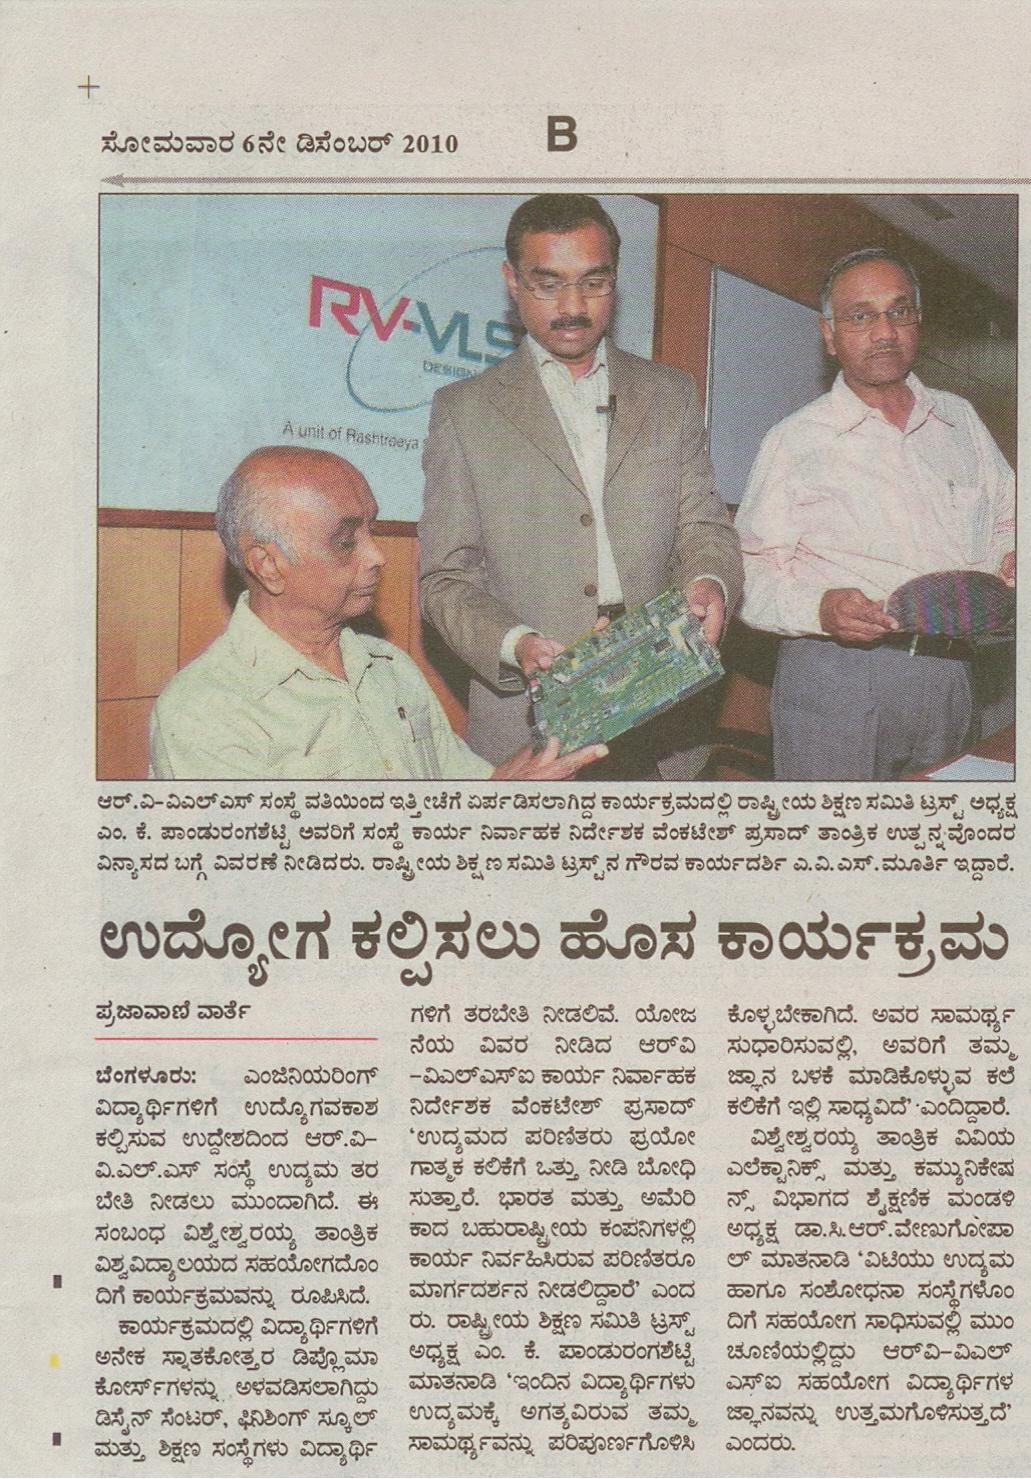 ಸೋಮವಾರ 6ನೇ ಡಿಸೆಂಬರ್ 2010
B
RV-VLS
DESIGN
A unit of Rashtreeya
ಆರ್.ವಿ-ವಿಎಲ್‌ಎಸ್ ಸಂಸ್ಥೆ ವತಿಯಿಂದ ಇತ್ತೀಚೆಗೆ ಏರ್ಪಡಿಸಲಾಗಿದ್ದ ಕಾರ್ಯಕ್ರಮದಲ್ಲಿ ರಾಷ್ಟ್ರೀಯ ಶಿಕ್ಷಣ ಸಮಿತಿ ಟ್ರಸ್ಟ್ ಅಧ್ಯಕ್ಷ
ಎಂ. ಕೆ. ಪಾಂಡುರಂಗಶೆಟ್ಟಿ ಅವರಿಗೆ ಸಂಸ್ಥೆ ಕಾರ್ಯ ನಿರ್ವಾಹಕ ನಿರ್ದೇಶಕ ವೆಂಕಟೇಶ್ ಪ್ರಸಾದ್ ತಾಂತ್ರಿಕ ಉತ್ಪನ್ನವೊಂದರ
ವಿನ್ಯಾಸದ ಬಗ್ಗೆ ವಿವರಣೆ ನೀಡಿದರು. ರಾಷ್ಟ್ರೀಯ ಶಿಕ್ಷಣ ಸಮಿತಿ ಟ್ರಸ್ಟ್‌ನ ಗೌರವ ಕಾರ್ಯದರ್ಶಿ ಎ.ವಿ.ಎಸ್.ಮೂರ್ತಿ ಇದ್ದಾರೆ.
ಉದ್ಯೋಗ ಕಲ್ಪಿಸಲು ಹೊಸ ಕಾರ್ಯಕ್ರಮ
ಪ್ರಜಾವಾಣಿ ವಾರ್ತೆ
ಬೆಂಗಳೂರು: ಎಂಜಿನಿಯರಿಂಗ್
ವಿದ್ಯಾರ್ಥಿಗಳಿಗೆ ಉದ್ಯೊಗವಕಾಶ
ಕಲ್ಪಿಸುವ ಉದ್ದೇಶದಿಂದ ಆರ್.ವಿ-
ವಿ.ಎಲ್.ಎಸ್ ಸಂಸ್ಥೆ ಉದ್ಯಮ ತರ
ಬೇತಿ ನೀಡಲು ಮುಂದಾಗಿದೆ. ಈ
ಸಂಬಂಧ ವಿಶ್ವೇಶ್ವರಯ್ಯ ತಾಂತ್ರಿಕ
ವಿಶ್ವವಿದ್ಯಾಲಯದ ಸಹಯೋಗದೊಂ
ದಿಗೆ ಕಾರ್ಯಕ್ರಮವನ್ನು ರೂಪಿಸಿದೆ.
ಕಾರ್ಯಕ್ರಮದಲ್ಲಿ ವಿದ್ಯಾರ್ಥಿಗಳಿಗೆ
ಅನೇಕ ಸ್ನಾತಕೋತ್ತರ ಡಿಪ್ಲೊಮಾ
ಕೋರ್ಸ್‌ಗಳನ್ನು ಅಳವಡಿಸಲಾಗಿದ್ದು
ಡಿಸೈನ್ ಸೆಂಟರ್, ಫಿನಿಶಿಂಗ್ ಸ್ಕೂಲ್
ಮತ್ತು ಶಿಕ್ಷಣ ಸಂಸ್ಥೆಗಳು ವಿದ್ಯಾರ್ಥಿ
ಗಳಿಗೆ ತರಬೇತಿ ನೀಡಲಿವೆ. ಯೋಜ
ನೆಯ ವಿವರ ನೀಡಿದ ಆರ್‌ವಿ
-ವಿಎಲ್‌ಎಸ್‌ಐ ಕಾರ್ಯ ನಿರ್ವಾಹಕ
ನಿರ್ದೇಶಕ ವೆಂಕಟೇಶ್ ಪ್ರಸಾದ್
‘ಉದ್ಯಮದ ಪರಿಣಿತರು ಪ್ರಯೋ
ಗಾತ್ಮಕ ಕಲಿಕೆಗೆ ಒತ್ತು ನೀಡಿ ಬೋಧಿ
ಸುತ್ತಾರೆ. ಭಾರತ ಮತ್ತು ಅಮೆರಿ
ಕಾದ ಬಹುರಾಷ್ಟ್ರೀಯ ಕಂಪನಿಗಳಲ್ಲಿ
ಕಾರ್ಯ ನಿರ್ವಹಿಸಿರುವ ಪರಿಣಿತರೂ
ಮಾರ್ಗದರ್ಶನ ನೀಡಲಿದ್ದಾರೆ’ ಎಂದ
ರು. ರಾಷ್ಟ್ರೀಯ ಶಿಕ್ಷಣ ಸಮಿತಿ ಟ್ರಸ್ಟ್
ಅಧ್ಯಕ್ಷ ಎಂ. ಕೆ. ಪಾಂಡುರಂಗಶೆಟ್ಟಿ
ಮಾತನಾಡಿ ‘ಇಂದಿನ ವಿದ್ಯಾರ್ಥಿಗಳು
ಉದ್ಯಮಕ್ಕೆ ಅಗತ್ಯವಿರುವ ತಮ್ಮ
ಸಾಮರ್ಥ್ಯವನ್ನು ಪರಿಪೂರ್ಣಗೊಳಿಸಿ
ಕೊಳ್ಳಬೇಕಾಗಿದೆ. ಅವರ ಸಾಮರ್ಥ್ಯ
ಸುಧಾರಿಸುವಲ್ಲಿ, ಅವರಿಗೆ ತಮ್ಮ
ಜ್ಞಾನ ಬಳಕೆ ಮಾಡಿಕೊಳ್ಳುವ ಕಲೆ
ಕಲಿಕೆಗೆ ಇಲ್ಲಿ ಸಾಧ್ಯವಿದೆ’ ಎಂದಿದ್ದಾರೆ.
ವಿಶ್ವೇಶ್ವರಯ್ಯ ತಾಂತ್ರಿಕ ವಿವಿಯ
ಎಲೆಕ್ಟ್ರಾನಿಕ್ಸ್ ಮತ್ತು ಕಮ್ಯುನಿಕೇಷ
ನ್ಸ್ ವಿಭಾಗದ ಶೈಕ್ಷಣಿಕ ಮಂಡಳಿ
ಅಧ್ಯಕ್ಷ ಡಾ.ಸಿ.ಆರ್.ವೇಣುಗೋಪಾ
ಲ್ ಮಾತನಾಡಿ ‘ವಿಟಿಯು ಉದ್ಯಮ
ಹಾಗೂ ಸಂಶೋಧನಾ ಸಂಸ್ಥೆಗಳೊಂ
ದಿಗೆ ಸಹಯೋಗ ಸಾಧಿಸುವಲ್ಲಿ ಮುಂ
ಚೂಣಿಯಲ್ಲಿದ್ದು ಆರ್‌ವಿ-ವಿಎಲ್
ಎಸ್‌ಐ ಸಹಯೋಗ ವಿದ್ಯಾರ್ಥಿಗಳ
ಜ್ಞಾನವನ್ನು ಉತ್ತಮಗೊಳಿಸುತ್ತದೆ’
ಎಂದರು.